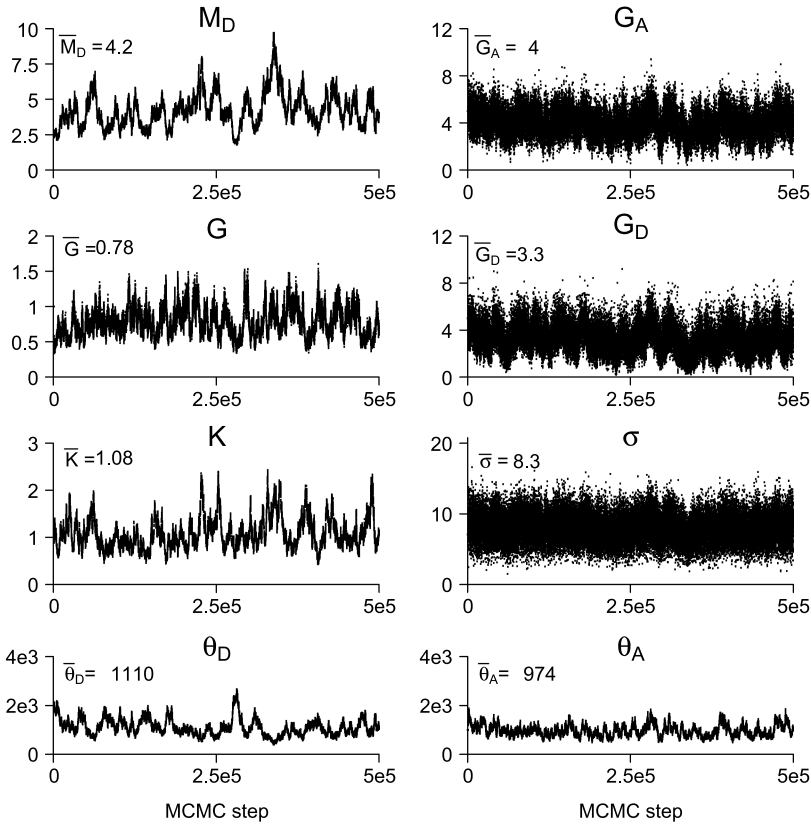 M_D
10
7.5
5
2.5
0
M̅_D = 4.2
0
2.5e5
5e5
G_A
12
8
4
0
G̅_A = 4
0
2.5e5
5e5
G
2
1.5
1
0.5
0
G̅ =0.78
0
2.5e5
5e5
G_D
12
8
4
0
G̅_D = 3.3
0
2.5e5
5e5
K
3
2
1
0
K̅ =1.08
0
2.5e5
5e5
σ
20
10
0
σ̅ = 8.3
0
2.5e5
5e5
θ_D
4e3
2e3
0
θ̅_D= 1110
0
2.5e5
5e5
MCMC step
θ_A
4e3
2e3
0
θ̅_A= 974
0
2.5e5
5e5
MCMC step